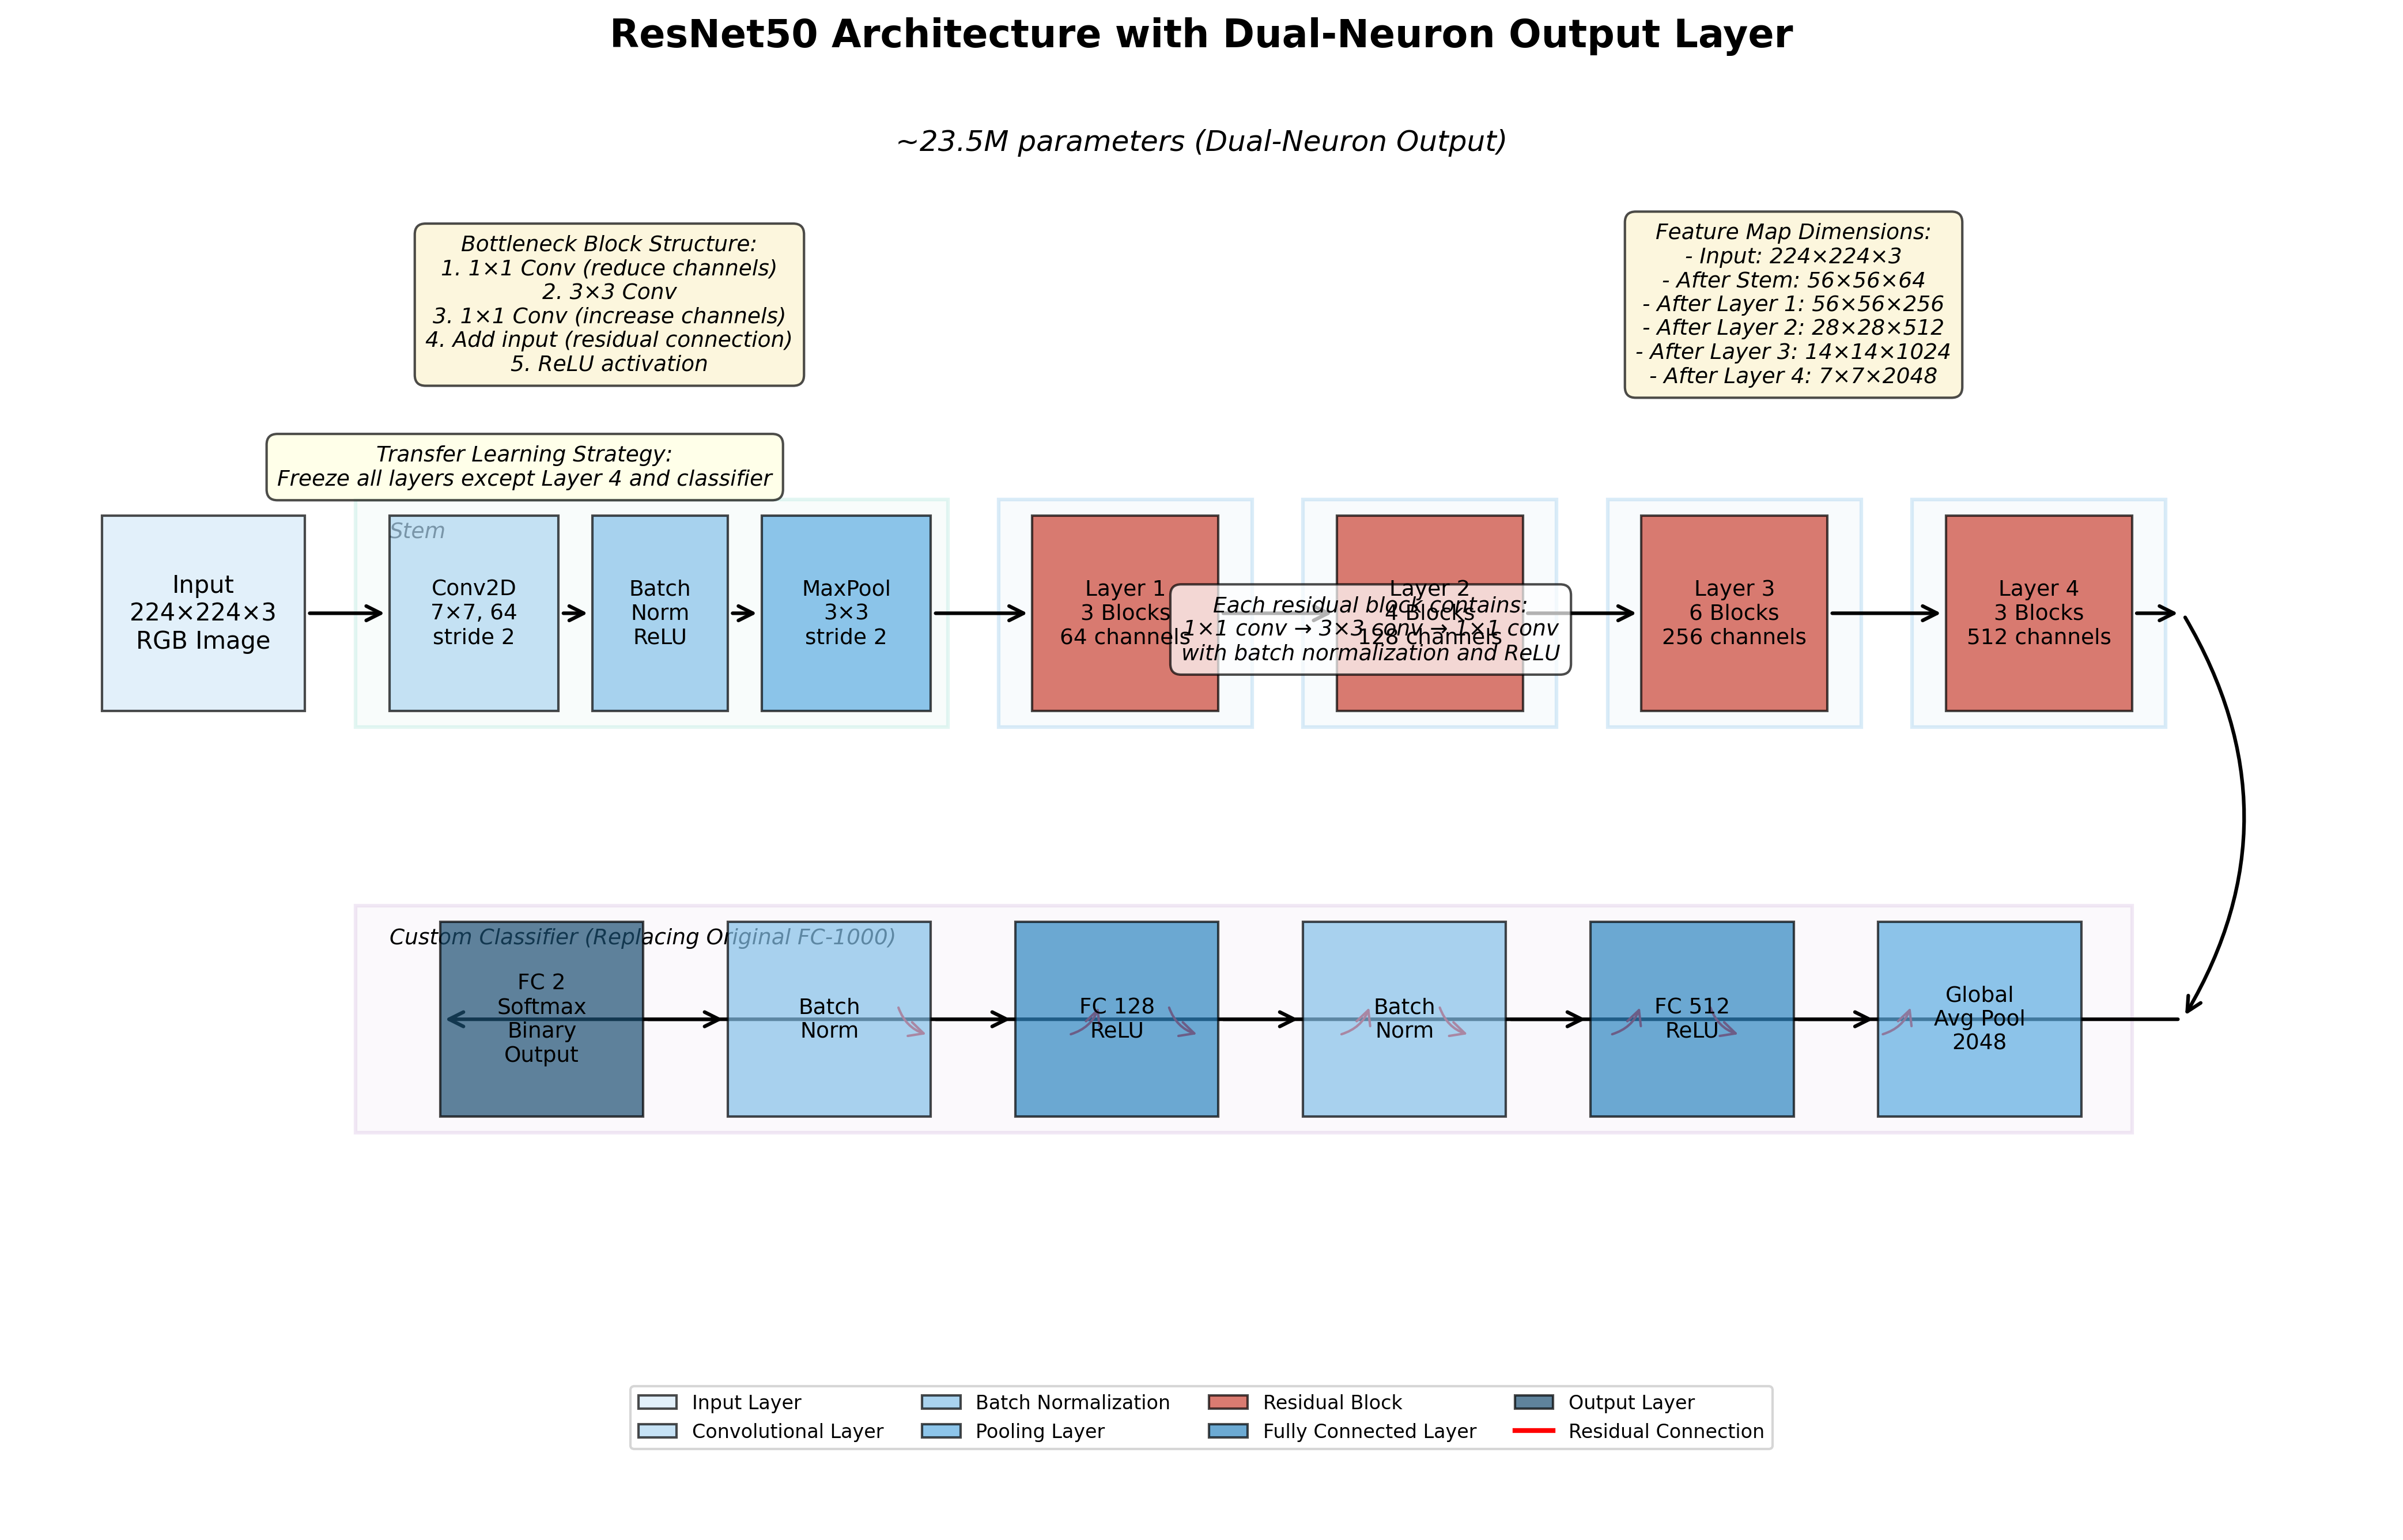 ResNet50 Architecture with Dual-Neuron Output Layer
~23.5M parameters (Dual-Neuron Output)
Bottleneck Block Structure:
1. 1×1 Conv (reduce channels)
2. 3×3 Conv
3. 1×1 Conv (increase channels)
4. Add input (residual connection)
5. ReLU activation
Feature Map Dimensions:
- Input: 224×224×3
- After Stem: 56×56×64
- After Layer 1: 56×56×256
- After Layer 2: 28×28×512
- After Layer 3: 14×14×1024
- After Layer 4: 7×7×2048
Transfer Learning Strategy:
Freeze all layers except Layer 4 and classifier
Stem
Input
224×224×3
RGB Image
Conv2D
7×7, 64
stride 2
Batch
Norm
ReLU
MaxPool
3×3
stride 2
Layer 1
3 Blocks
64 channels
Layer 2
4 Blocks
128 channels
Each residual block contains:
1×1 conv → 3×3 conv → 1×1 conv
with batch normalization and ReLU
Layer 3
6 Blocks
256 channels
Layer 4
3 Blocks
512 channels
Custom Classifier (Replacing Original FC-1000)
FC 2
Softmax
Binary
Output
Batch
Norm
FC 128
ReLU
Batch
Norm
FC 512
ReLU
Global
Avg Pool
2048
Input Layer
Convolutional Layer
Batch Normalization
Pooling Layer
Residual Block
Fully Connected Layer
Output Layer
Residual Connection